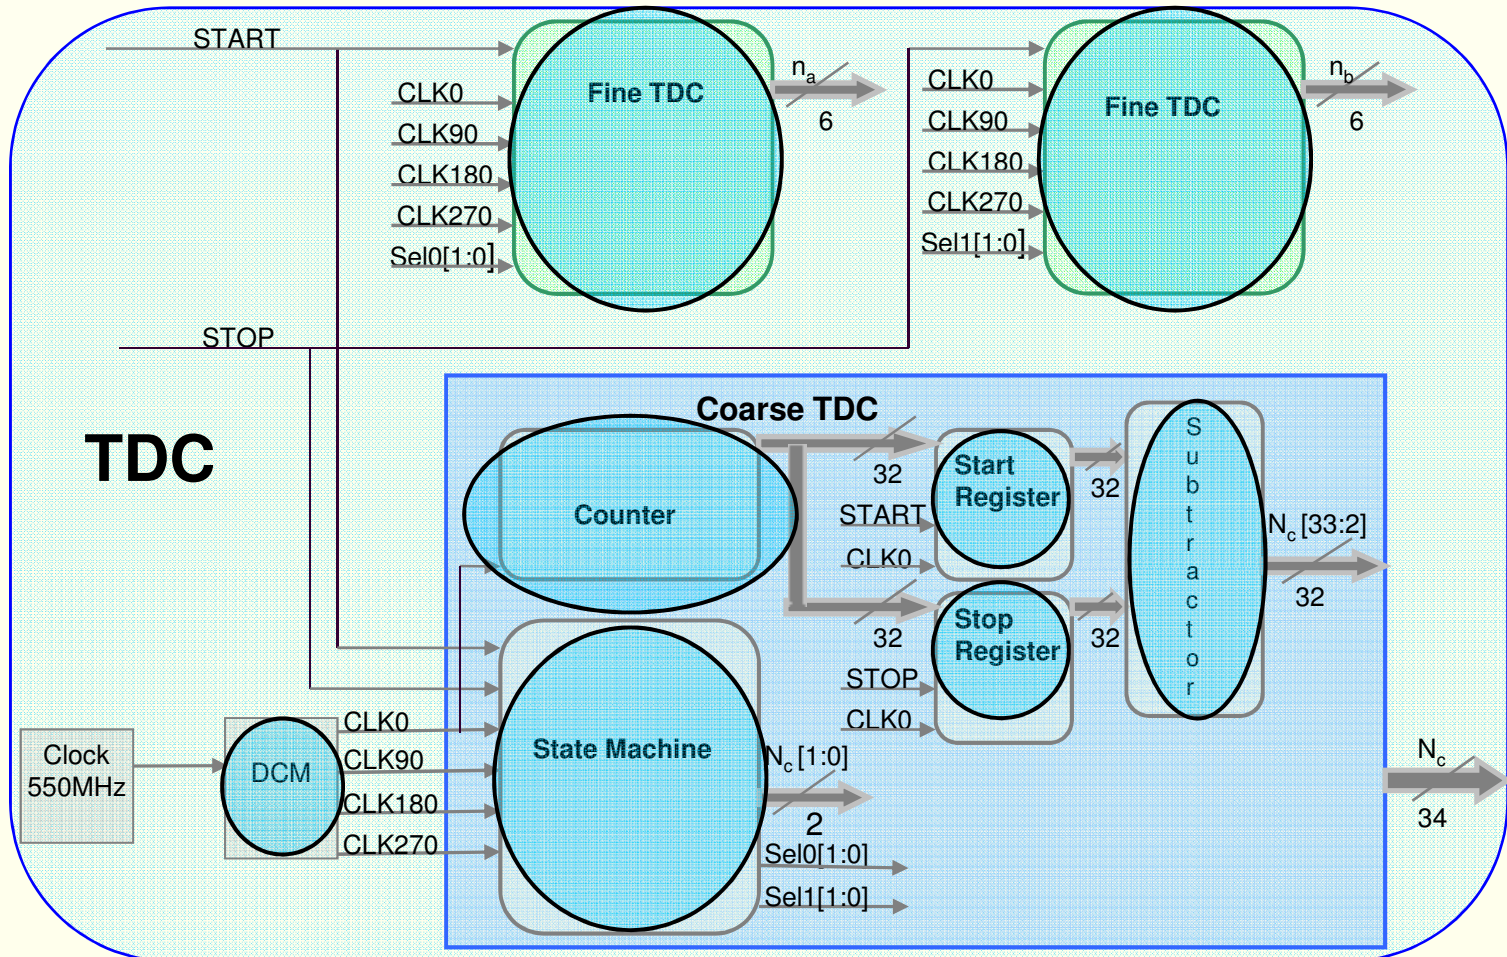 START
CLK0
CLK90
CLK180
CLK270
Sel0[1:0]
Fine TDC
na
6
CLK0
CLK90
CLK180
CLK270
Sel1[1:0]
Fine TDC
nb
6
STOP
TDC
Coarse TDC
Counter
32
START
CLK0
Start
Register
32
32
STOP
CLK0
Stop
Register
32
Subtractor
Nc [33:2]
32
Clock
550MHz
DCM
CLK0
CLK90
CLK180
CLK270
State Machine
Nc [1:0]
2
Sel0[1:0]
Sel1[1:0]
Nc
34